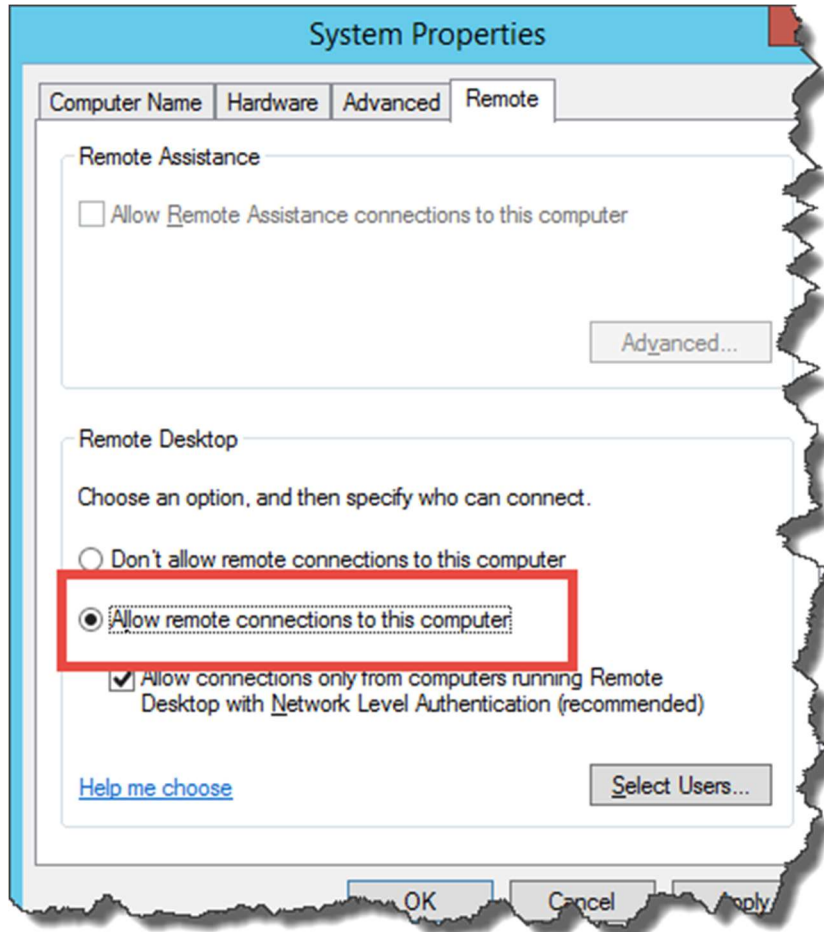 System Properties
Computer Name Hardware Advanced Remote
Remote Assistance
Allow Remote Assistance connections to this computer
Advanced...
Remote Desktop
Choose an option, and then specify who can connect.
Don't allow remote connections to this computer
Allow remote connections to this computer
Allow connections only from computers running Remote
Desktop with Network Level Authentication (recommended)
Help me choose
Select Users...
OK Cancel Apply